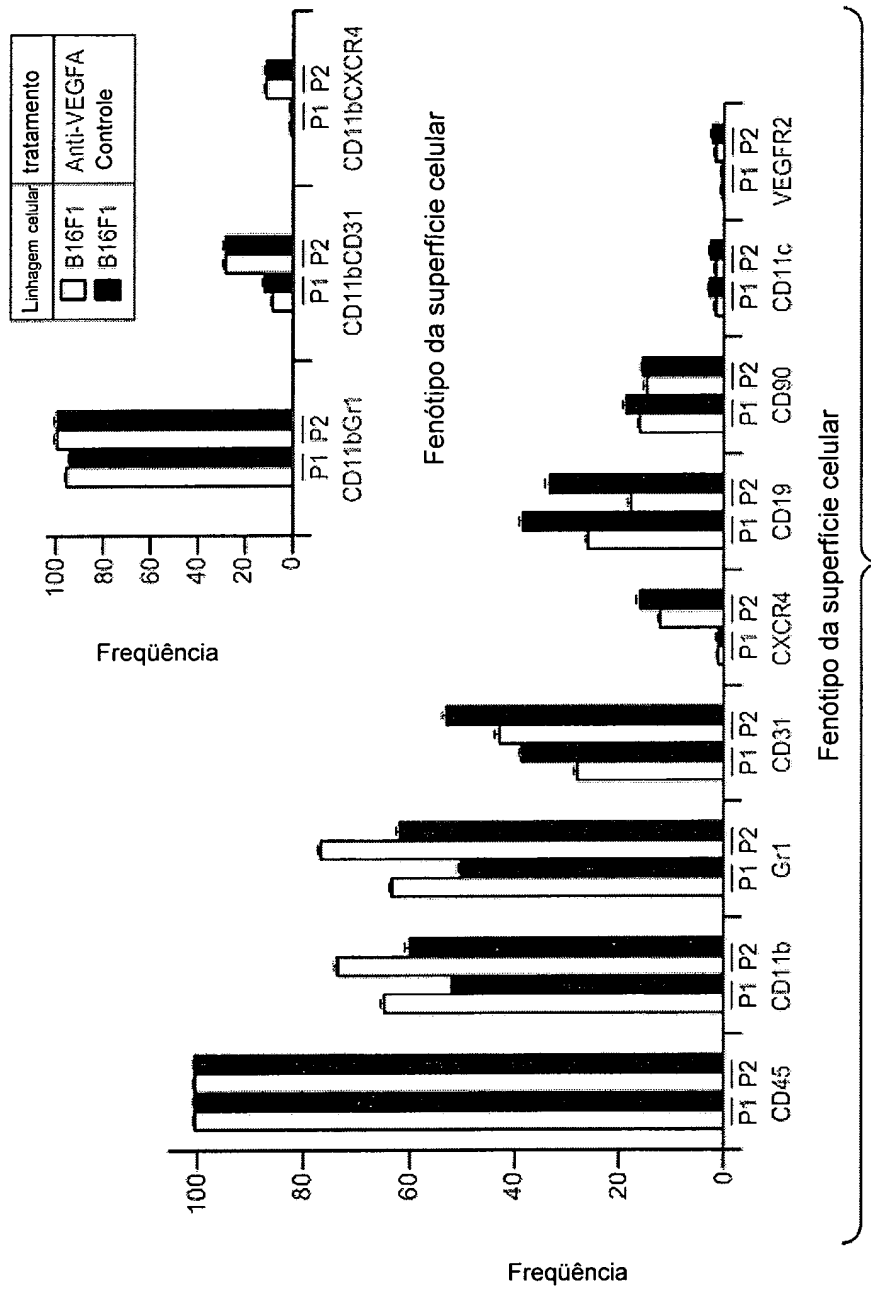 Linhagem celular tratamento
B16F1 Anti-VEGFA
B16F1 Controle
Freqüência
100
80
60
40
20
0
P1 P2 P1 P2 P1 P2
CD11bGr1 CD11bCD31 CD11bCXCR4
Fenótipo da superfície celular
Freqüência
100
80
60
40
20
0
P1 P2 P1 P2 P1 P2 P1 P2 P1 P2 P1 P2 P1 P2 P1 P2 P1 P2
CD45 CD11b Gr1 CD31 CXCR4 CD19 CD90 CD11c VEGFR2
Fenótipo da superfície celular